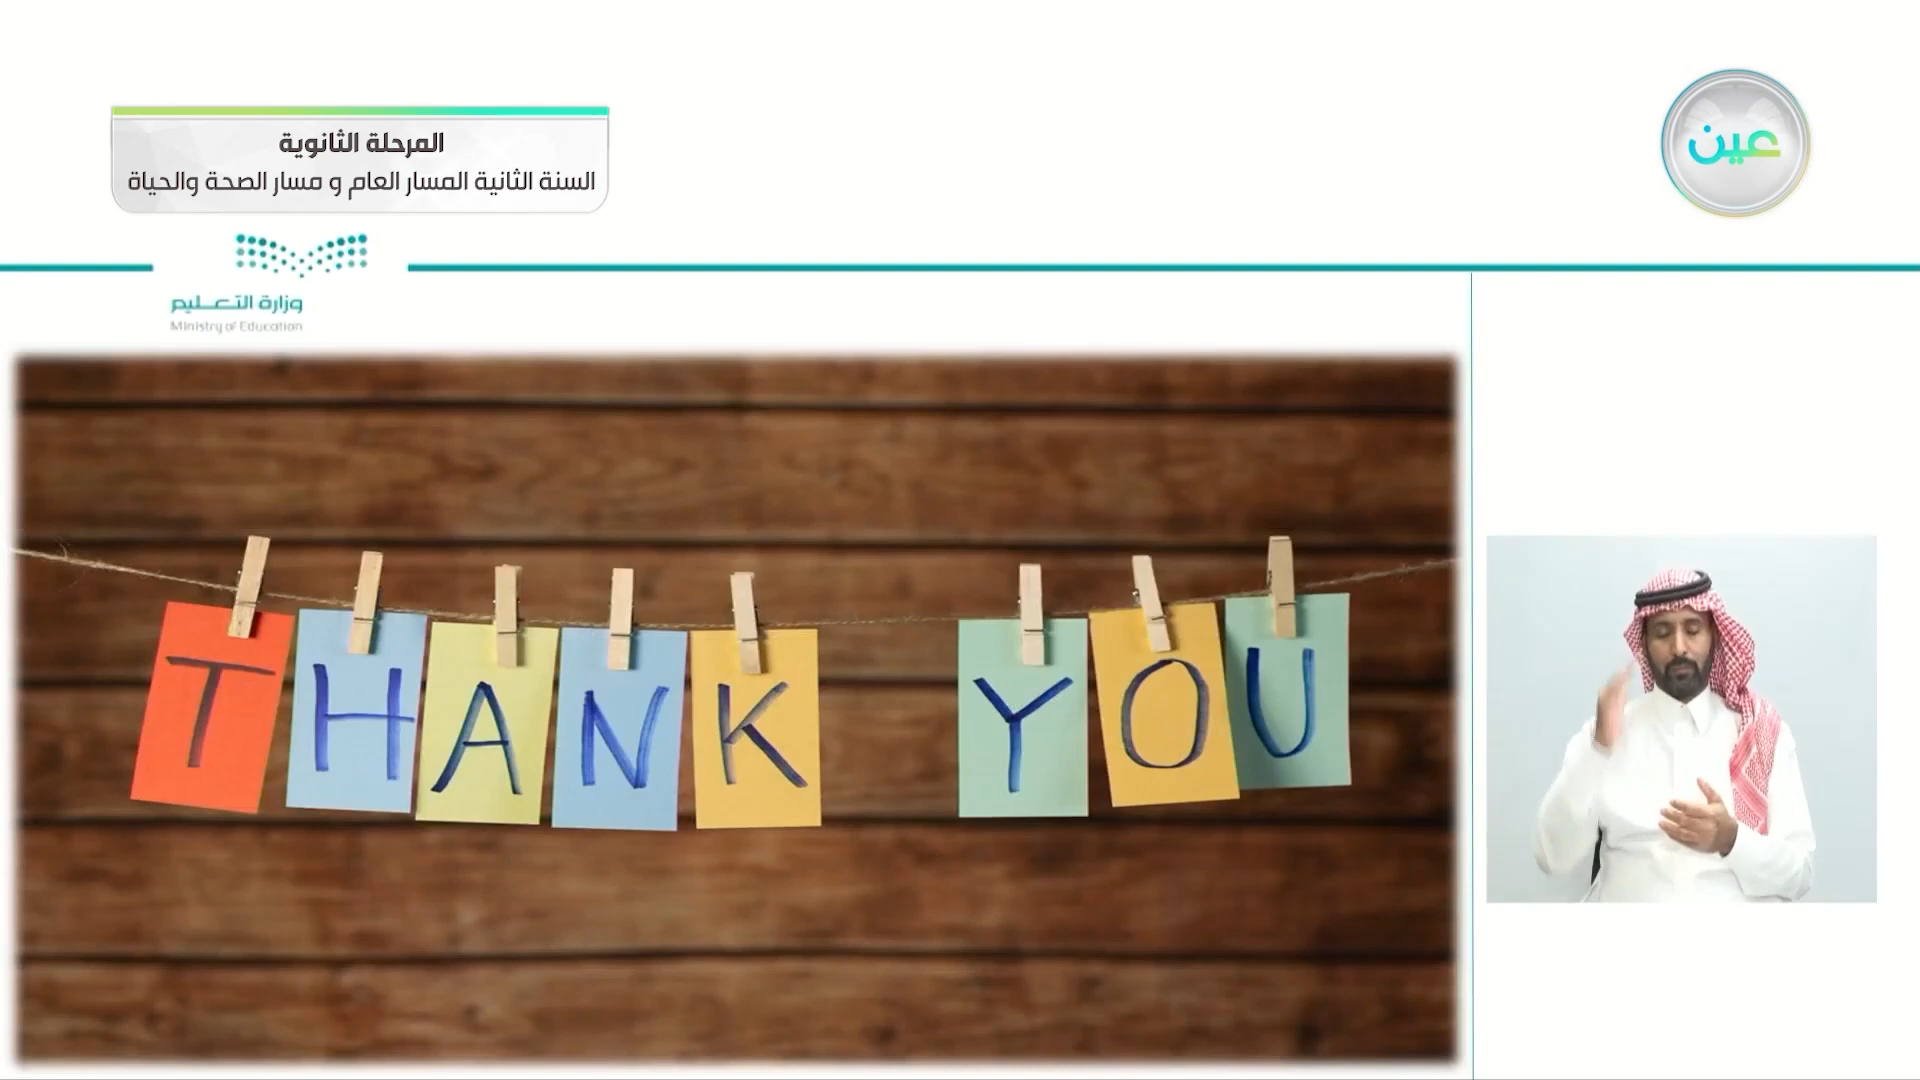 المرحلة الثانوية
السنة الثانية المسار العام و مسار الصحة والحياة
عين
وزارة التعليم
Ministry of Education
THANK YOU